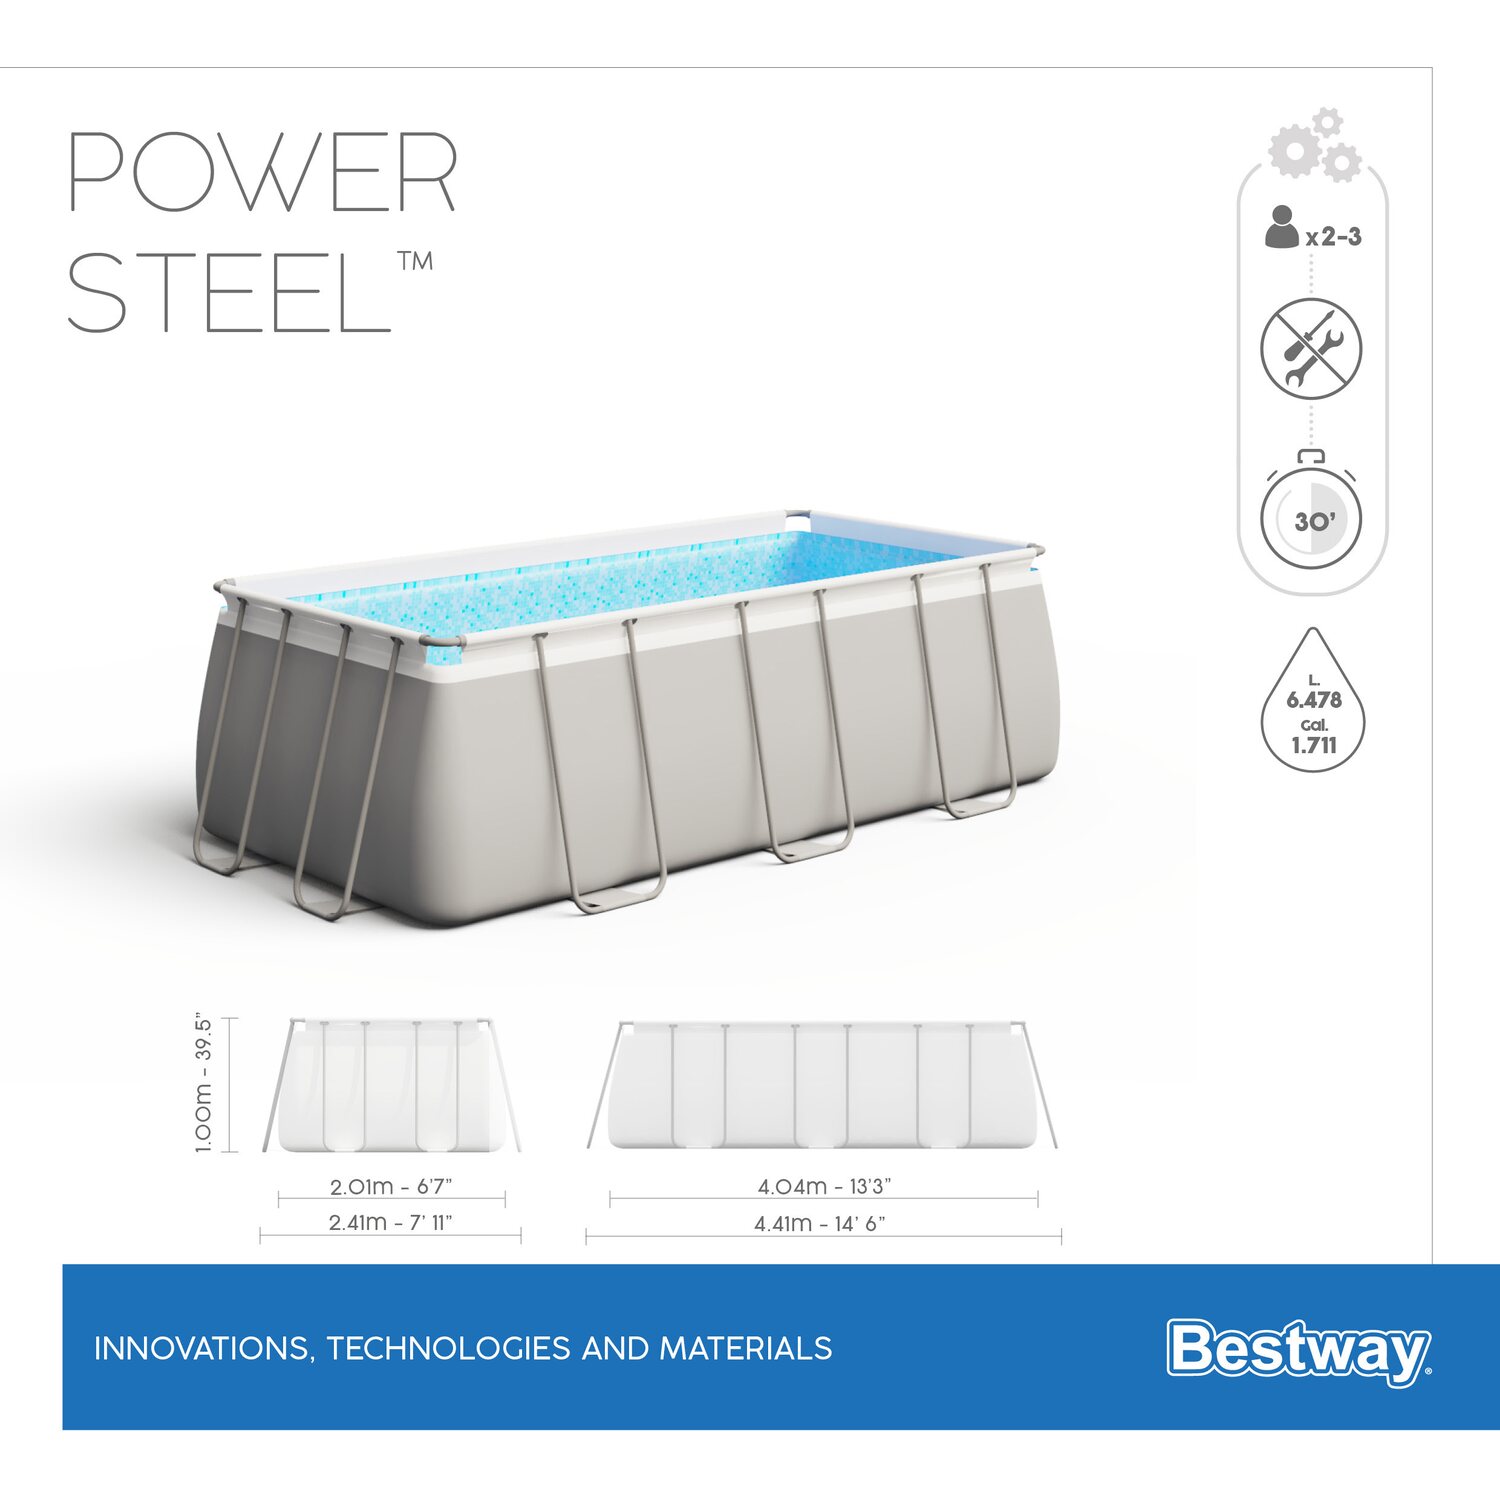 POWER
STEEL™
x2-3
30'
L.
6.478
Gal.
1.711
1.00m - 39.5"
2.01m - 6'7"
2.41m - 7' 11"
4.04m - 13'3"
4.41m - 14' 6"
INNOVATIONS, TECHNOLOGIES AND MATERIALS
Bestway®